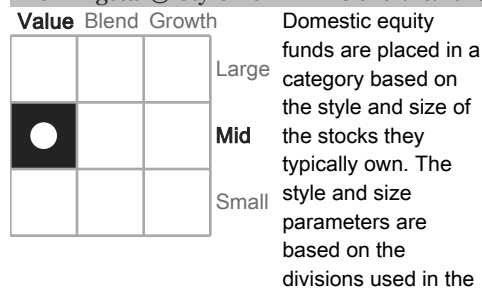 Value Blend Growth
Large
Mid
Small
Domestic equity
funds are placed in a
category based on
the style and size of
the stocks they
typically own. The
style and size
parameters are
based on the
divisions used in the